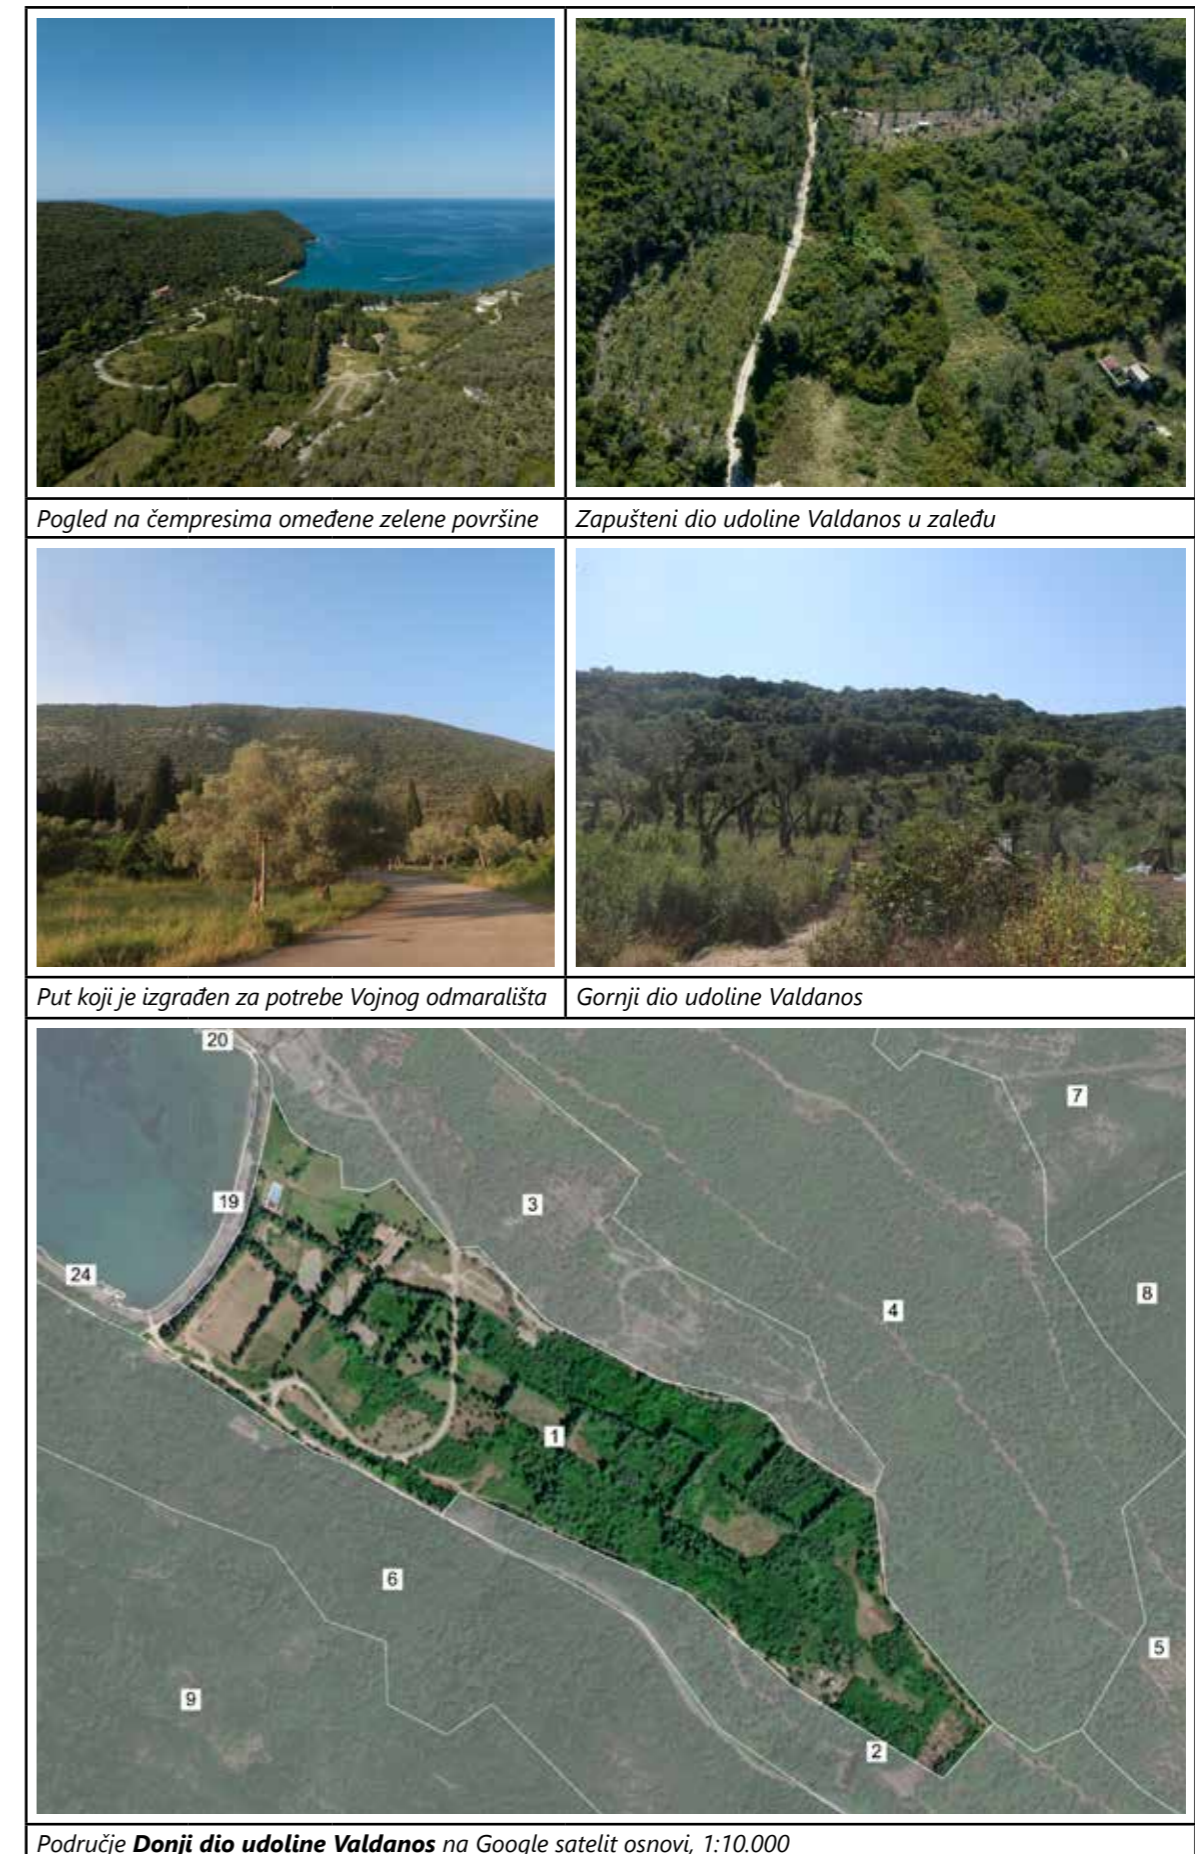 Pogled na čempresima omeđene zelene površine
Zapušteni dio udoline Valdanos u zaleđu
Put koji je izgrađen za potrebe Vojnog odmarališta
Gornji dio udoline Valdanos
20
7
19
3
24
8
4
1
6
5
9
2
Područje Donji dio udoline Valdanos na Google satelit osnovi, 1:10.000